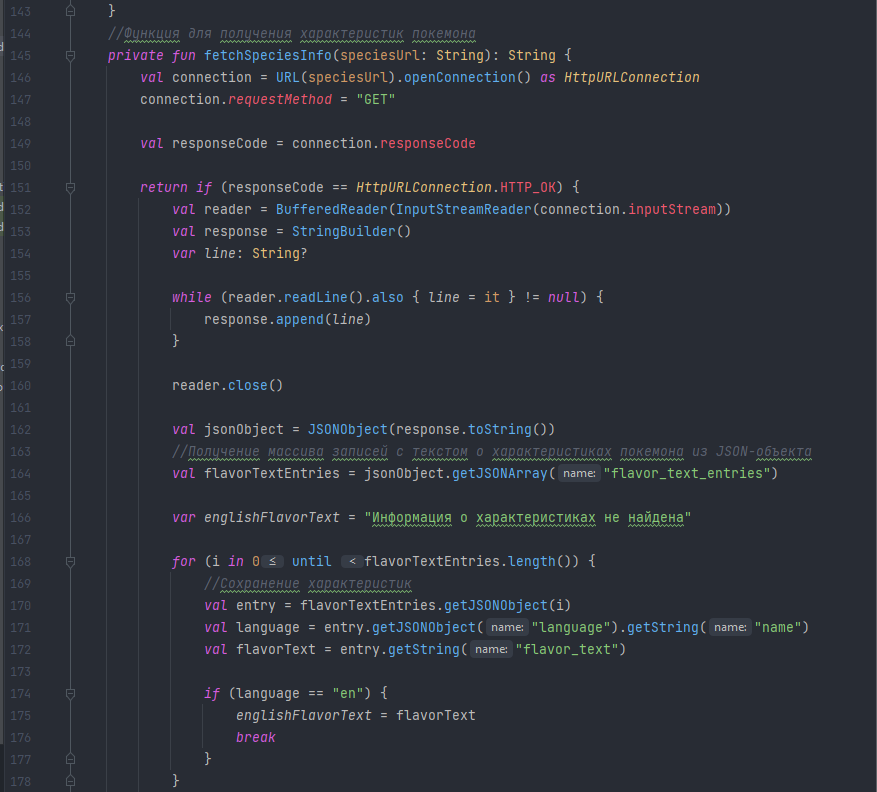 143 }
144 //Функция для получения характеристик покемона
145 private fun fetchSpeciesInfo(speciesUrl: String): String {
146 val connection = URL(speciesUrl).openConnection() as HttpURLConnection
147 connection.requestMethod = "GET"
148
149 val responseCode = connection.responseCode
150
151 return if (responseCode == HttpURLConnection.HTTP_OK) {
152 val reader = BufferedReader(InputStreamReader(connection.inputStream))
153 val response = StringBuilder()
154 var line: String?
155
156 while (reader.readLine().also { line = it } != null) {
157 response.append(line)
158 }
159
160 reader.close()
161
162 val jsonObject = JSONObject(response.toString())
163 //Получение массива записей с текстом о характеристиках покемона из JSON-объекта
164 val flavorTextEntries = jsonObject.getJSONArray( name: "flavor_text_entries")
165
166 var englishFlavorText = "Информация о характеристиках не найдена"
167
168 for (i in 0 ≤ until < flavorTextEntries.length()) {
169 //Сохранение характеристик
170 val entry = flavorTextEntries.getJSONObject(i)
171 val language = entry.getJSONObject( name: "language").getString( name: "name")
172 val flavorText = entry.getString( name: "flavor_text")
173
174 if (language == "en") {
175 englishFlavorText = flavorText
176 break
177 }
178 }